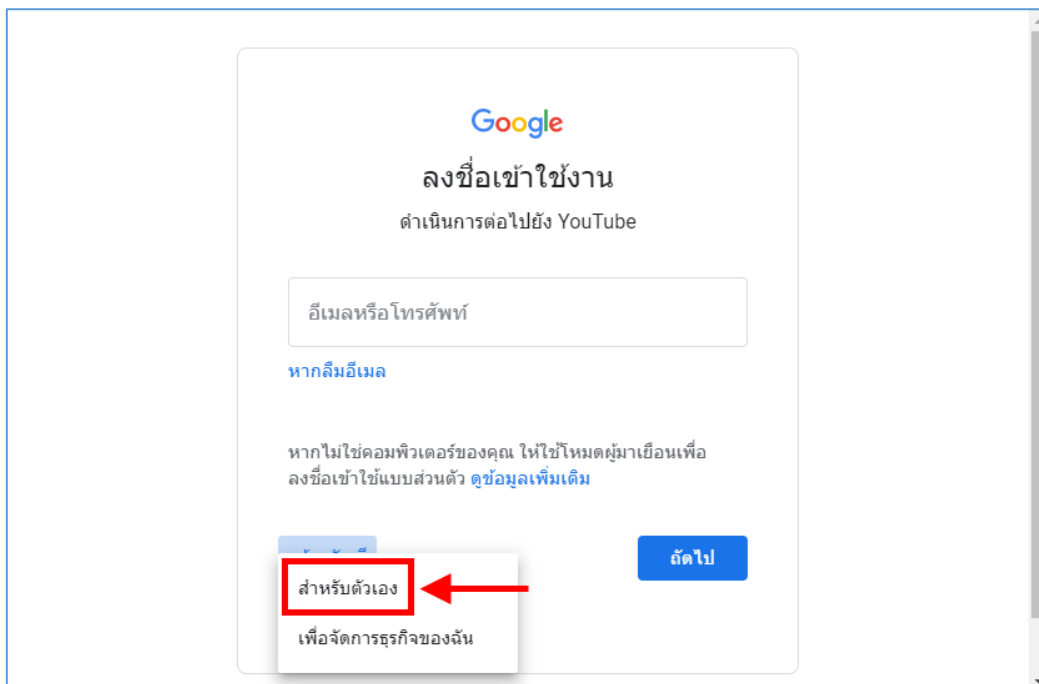 Google
ลงชื่อเข้าใช้งาน
ดำเนินการต่อไปยัง YouTube
อีเมลหรือโทรศัพท์
หากลืมอีเมล
หากไม่ใช่คอมพิวเตอร์ของคุณ ให้ใช้โหมดผู้มาเยือนเพื่อ
ลงชื่อเข้าใช้แบบส่วนตัว ดูข้อมูลเพิ่มเติม
ถัดไป
สำหรับตัวเอง
เพื่อจัดการธุรกิจของฉัน